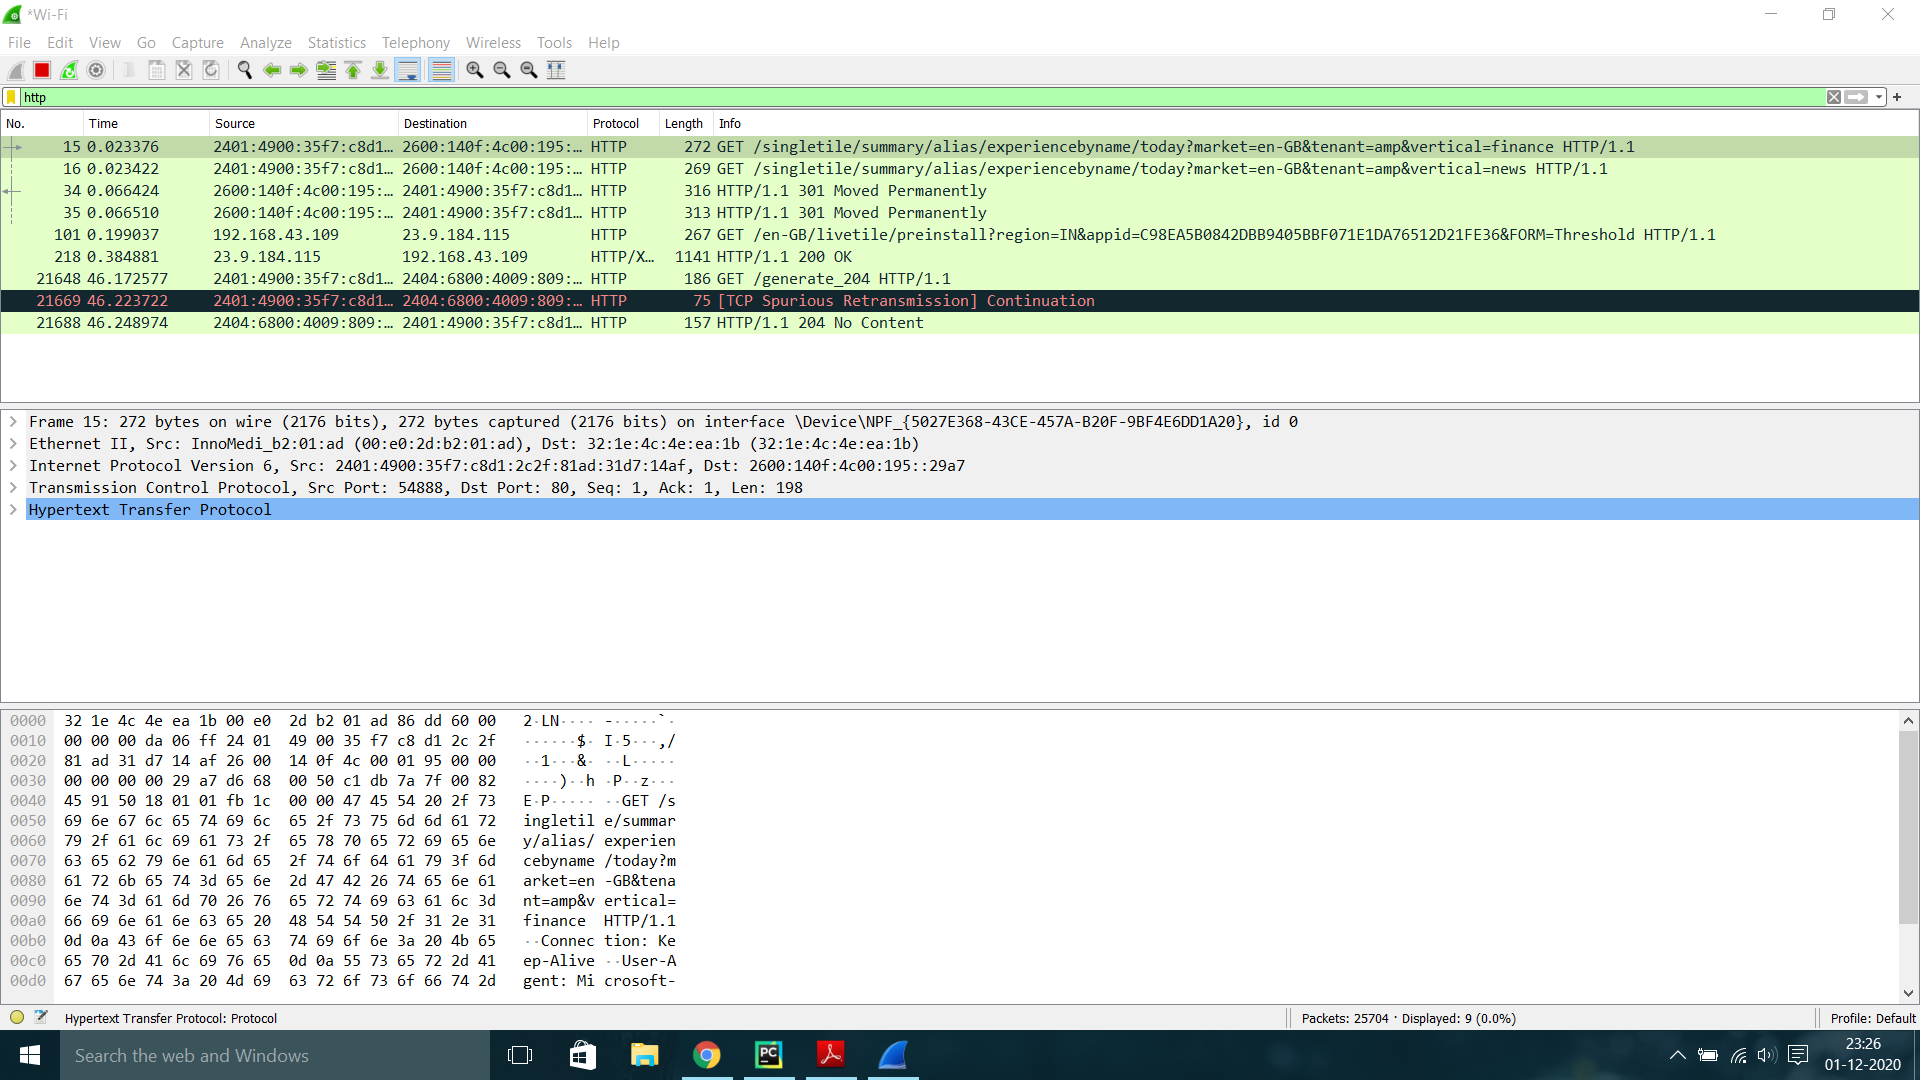 *Wi-Fi
File Edit View Go Capture Analyze Statistics Telephony Wireless Tools Help
http
No. Time Source Destination Protocol Length Info
15 0.023376 2401:4900:35f7:c8d1… 2600:140f:4c00:195:… HTTP 272 GET /singletile/summary/alias/experiencebyname/today?market=en-GB&tenant=amp&vertical=finance HTTP/1.1
16 0.023422 2401:4900:35f7:c8d1… 2600:140f:4c00:195:… HTTP 269 GET /singletile/summary/alias/experiencebyname/today?market=en-GB&tenant=amp&vertical=news HTTP/1.1
34 0.066424 2600:140f:4c00:195:… 2401:4900:35f7:c8d1… HTTP 316 HTTP/1.1 301 Moved Permanently
35 0.066510 2600:140f:4c00:195:… 2401:4900:35f7:c8d1… HTTP 313 HTTP/1.1 301 Moved Permanently
101 0.199037 192.168.43.109 23.9.184.115 HTTP 267 GET /en-GB/livetile/preinstall?region=IN&appid=C98EA5B0842DBB9405BBF071E1DA76512D21FE36&FORM=Threshold HTTP/1.1
218 0.384881 23.9.184.115 192.168.43.109 HTTP/X… 1141 HTTP/1.1 200 OK
21648 46.172577 2401:4900:35f7:c8d1… 2404:6800:4009:809:… HTTP 186 GET /generate_204 HTTP/1.1
21669 46.223722 2401:4900:35f7:c8d1… 2404:6800:4009:809:… HTTP 75 [TCP Spurious Retransmission] Continuation
21688 46.248974 2404:6800:4009:809:… 2401:4900:35f7:c8d1… HTTP 157 HTTP/1.1 204 No Content
Frame 15: 272 bytes on wire (2176 bits), 272 bytes captured (2176 bits) on interface \Device\NPF_{5027E368-43CE-457A-B20F-9BF4E6DD1A20}, id 0
Ethernet II, Src: InnoMedi_b2:01:ad (00:e0:2d:b2:01:ad), Dst: 32:1e:4c:4e:ea:1b (32:1e:4c:4e:ea:1b)
Internet Protocol Version 6, Src: 2401:4900:35f7:c8d1:2c2f:81ad:31d7:14af, Dst: 2600:140f:4c00:195::29a7
Transmission Control Protocol, Src Port: 54888, Dst Port: 80, Seq: 1, Ack: 1, Len: 198
Hypertext Transfer Protocol
0000 32 1e 4c 4e ea 1b 00 e0 2d b2 01 ad 86 dd 60 00 2·LN···· -·····`·
0010 00 00 00 da 06 ff 24 01 49 00 35 f7 c8 d1 2c 2f ······$· I·5···,/
0020 81 ad 31 d7 14 af 26 00 14 0f 4c 00 01 95 00 00 ··1···&· ··L·····
0030 00 00 00 00 29 a7 d6 68 00 50 c1 db 7a 7f 00 82 ····)··h ·P··z···
0040 45 91 50 18 01 01 fb 1c 00 00 47 45 54 20 2f 73 E·P····· ··GET /s
0050 69 6e 67 6c 65 74 69 6c 65 2f 73 75 6d 6d 61 72 ingletil e/summar
0060 79 2f 61 6c 69 61 73 2f 65 78 70 65 72 69 65 6e y/alias/ experien
0070 63 65 62 79 6e 61 6d 65 2f 74 6f 64 61 79 3f 6d cebyname /today?m
0080 61 72 6b 65 74 3d 65 6e 2d 47 42 26 74 65 6e 61 arket=en -GB&tena
0090 6e 74 3d 61 6d 70 26 76 65 72 74 69 63 61 6c 3d nt=amp&v ertical=
00a0 66 69 6e 61 6e 63 65 20 48 54 54 50 2f 31 2e 31 finance HTTP/1.1
00b0 0d 0a 43 6f 6e 6e 65 63 74 69 6f 6e 3a 20 4b 65 ··Connec tion: Ke
00c0 65 70 2d 41 6c 69 76 65 0d 0a 55 73 65 72 2d 41 ep-Alive ··User-A
00d0 67 65 6e 74 3a 20 4d 69 63 72 6f 73 6f 66 74 2d gent: Mi crosoft-
Hypertext Transfer Protocol: Protocol
Packets: 25704 · Displayed: 9 (0.0%)
Profile: Default
Search the web and Windows
PC
23:26
01-12-2020